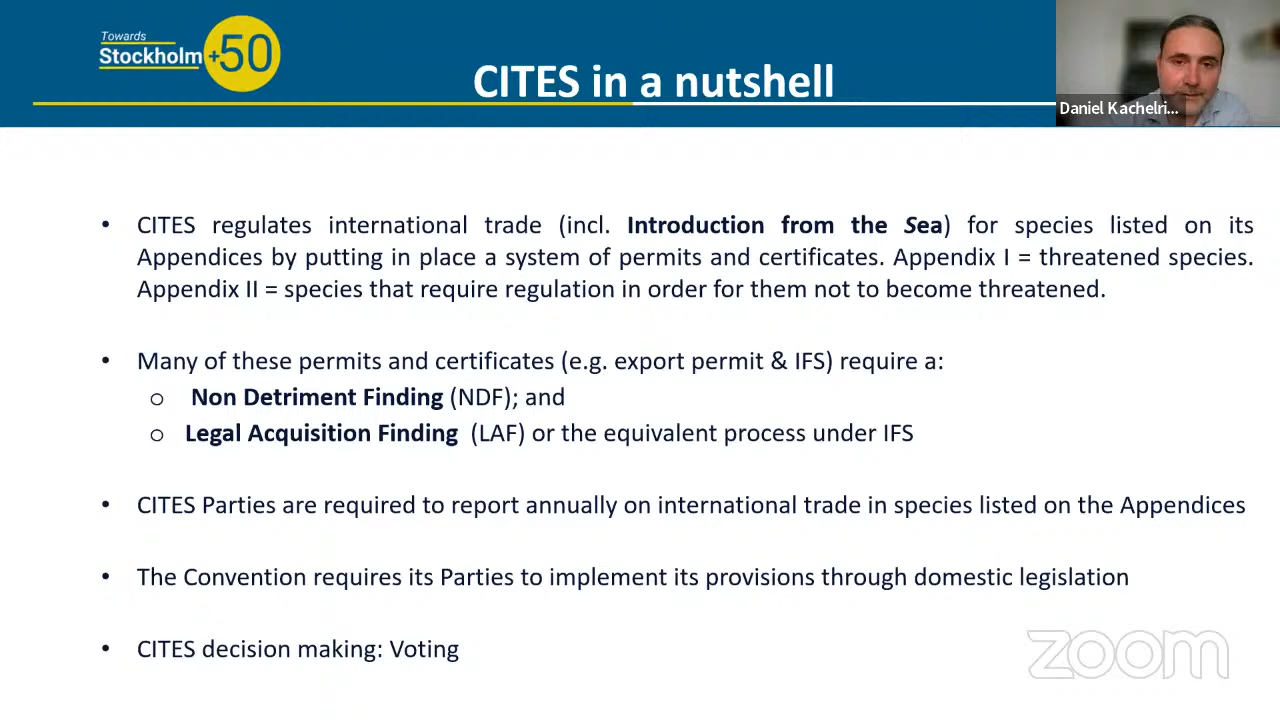 Towards
Stockholm +50
CITES in a nutshell
Daniel Kachelri...
• CITES regulates international trade (incl. Introduction from the Sea) for species listed on its
Appendices by putting in place a system of permits and certificates. Appendix I = threatened species.
Appendix II = species that require regulation in order for them not to become threatened.
• Many of these permits and certificates (e.g. export permit & IFS) require a:
o Non Detriment Finding (NDF); and
o Legal Acquisition Finding (LAF) or the equivalent process under IFS
• CITES Parties are required to report annually on international trade in species listed on the Appendices
• The Convention requires its Parties to implement its provisions through domestic legislation
• CITES decision making: Voting
zoom